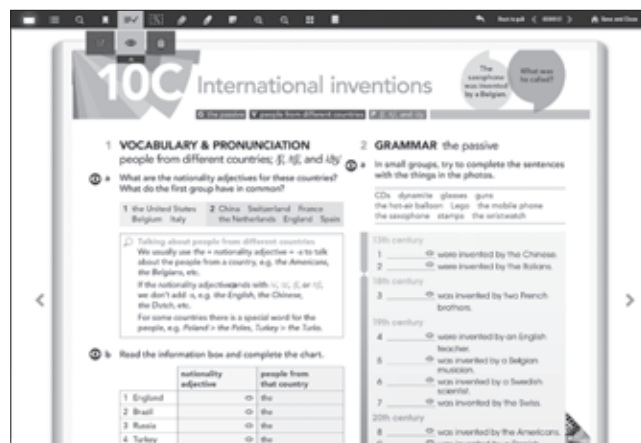 Save and Close
10C International inventions
The saxophone was invented by a Belgian.
What was he called?
G the passive V people from different countries P
1 VOCABULARY & PRONUNCIATION
people from different countries;
and
a What are the nationality adjectives for these countries?
What do the first group have in common?
1 the United States
Belgium Italy
2 China Switzerland France
the Netherlands England Spain
Talking about people from different countries
We usually use the + nationality adjective + -s to talk
about the people from a country, e.g. the Americans,
the Belgians, etc.
If the nationality adjective ends with
we don't add -s, e.g. the English, the Chinese,
the Dutch, etc.
For some countries there is a special word for the
people, e.g. Poland > the Poles, Turkey > the Turks.
b Read the information box and complete the chart.
nationality adjective
people from that country
1 England the
2 Brazil the
3 Russia the
4 Turkey the
2 GRAMMAR the passive
a In small groups, try to complete the sentences
with the things in the photos.
CDs dynamite glasses guns
the hot-air balloon Lego the mobile phone
the saxophone stamps the wristwatch
13th century
1 were invented by the Chinese.
2 were invented by the Italians.
18th century
3 was invented by two French
brothers.
19th century
4 were invented by an English
teacher.
5 was invented by a Belgian
musician.
6 was invented by a Swedish
scientist.
7 was invented by the Swiss.
20th century
8 was invented by the Americans.